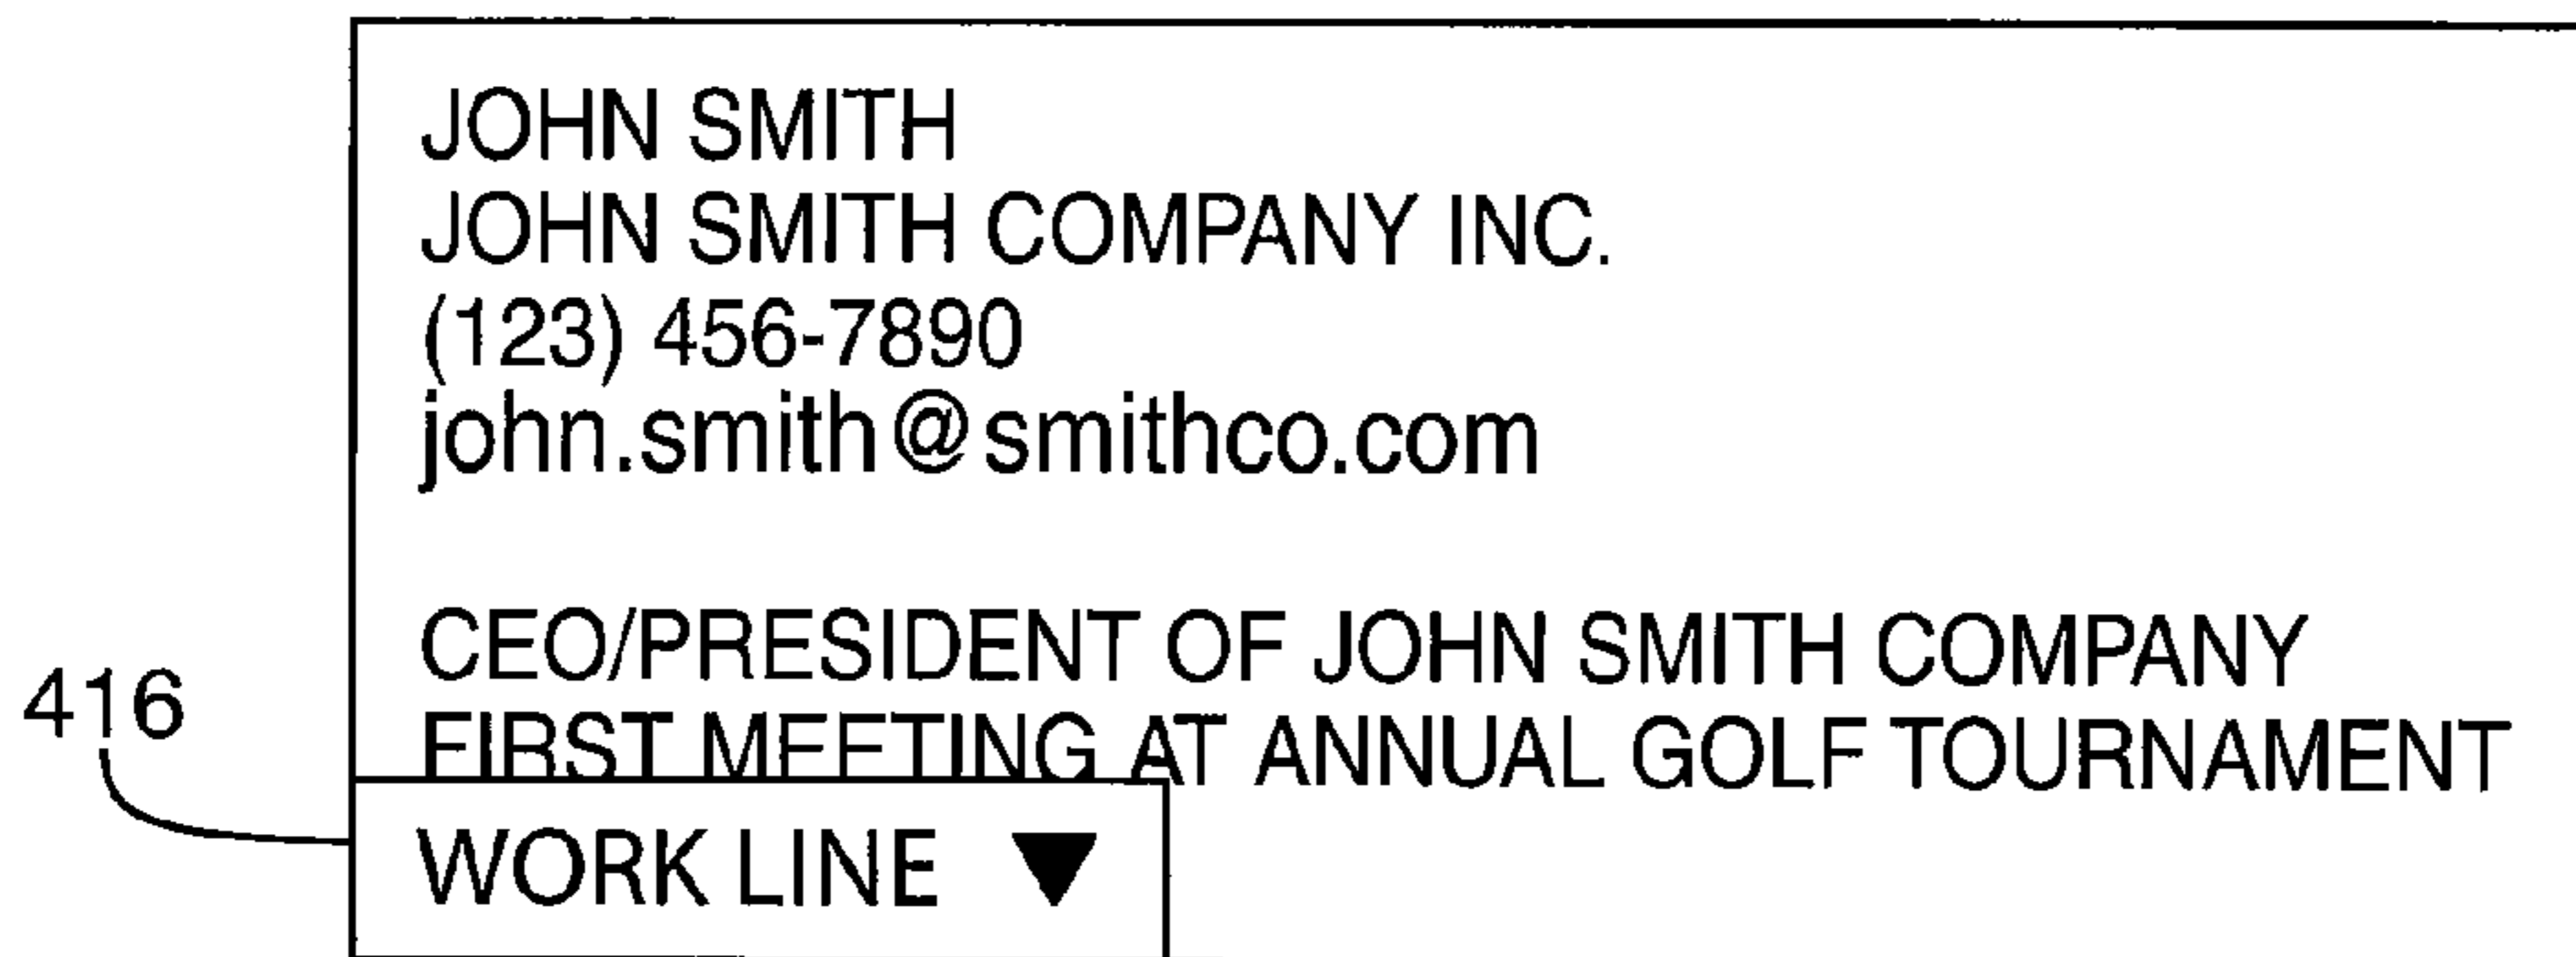 JOHN SMITH
JOHN SMITH COMPANY INC.
(123) 456-7890
john.smith@smithco.com
CEO/PRESIDENT OF JOHN SMITH COMPANY
FIRST MEETING AT ANNUAL GOLF TOURNAMENT
416
WORK LINE ▼